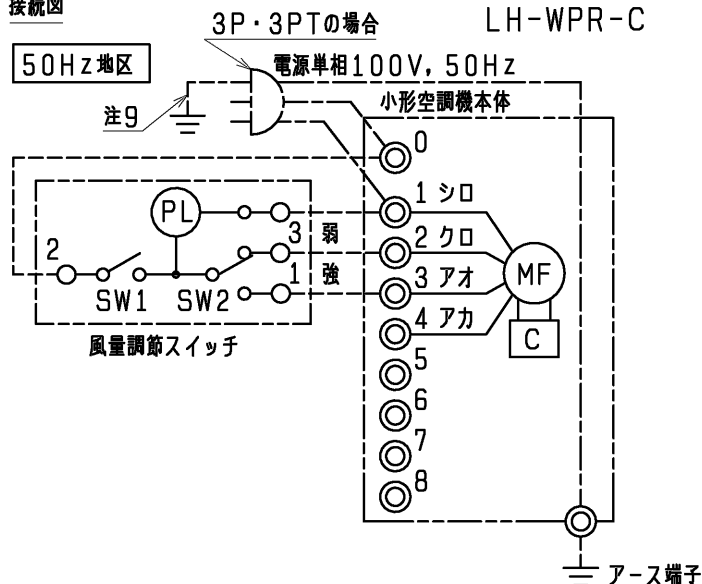 接続図
LH-WPR-C
3P・3PTの場合
50Hz地区
電源単相100V, 50Hz
注9
小形空調機本体
0
1 シロ
PL
2
3 弱
2 クロ
MF
1 強
3 アオ
SW1 SW2
4 アカ
C
風量調節スイッチ
5
6
7
8
アース端子